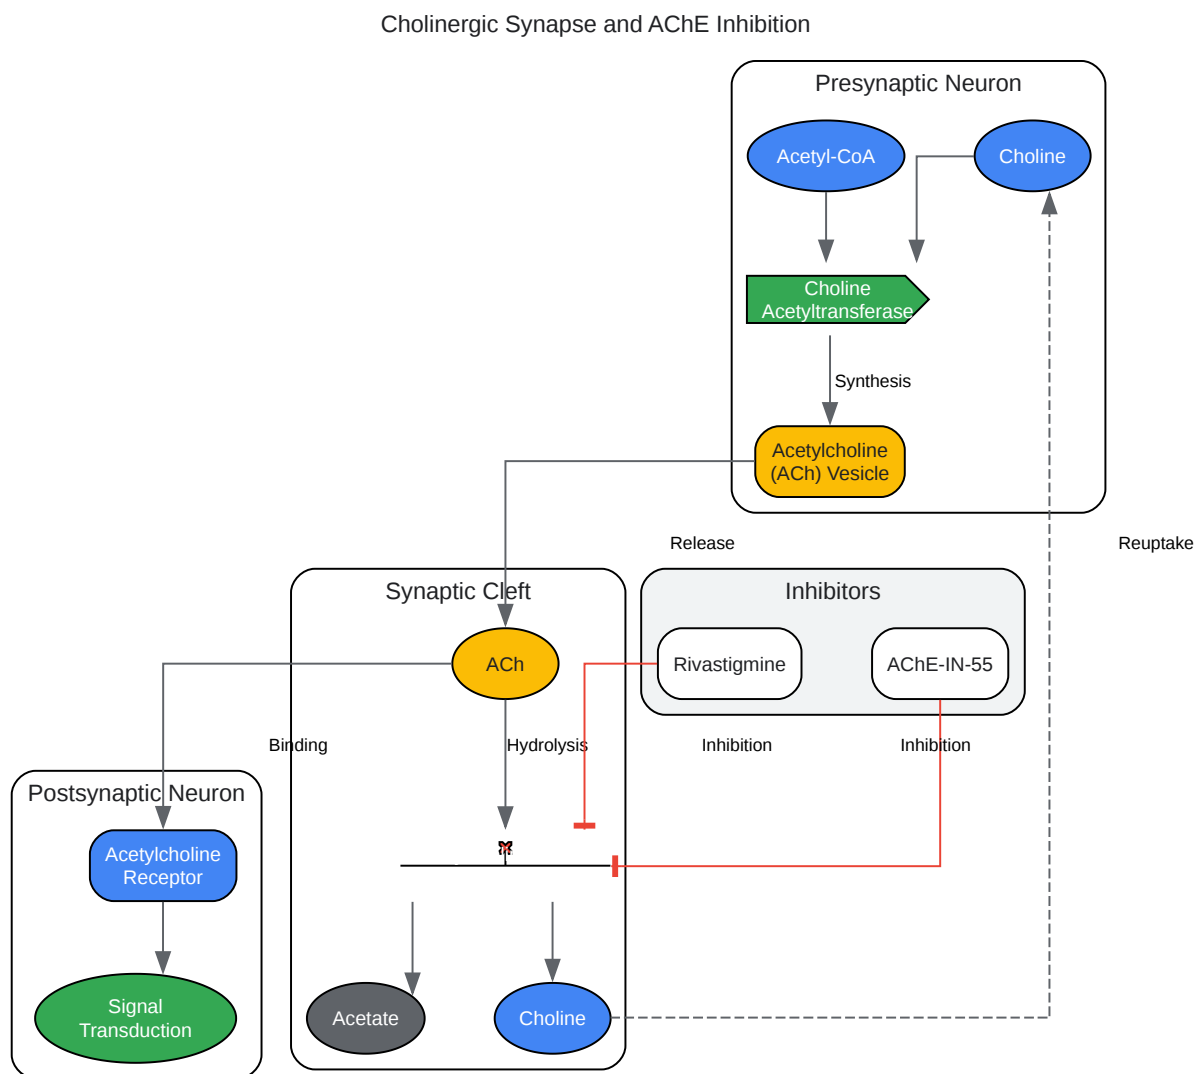 Cholinergic Synapse and AChE Inhibition
Presynaptic Neuron
Acetyl-CoA
Choline
Choline
Acetyltransferase
Synthesis
Acetylcholine
(ACh) Vesicle
Release
Reuptake
Synaptic Cleft
Inhibitors
ACh
Rivastigmine
AChE-IN-55
Binding
Hydrolysis
Inhibition
Inhibition
Postsynaptic Neuron
Acetylcholine
Receptor
Signal
Transduction
Acetate
Choline